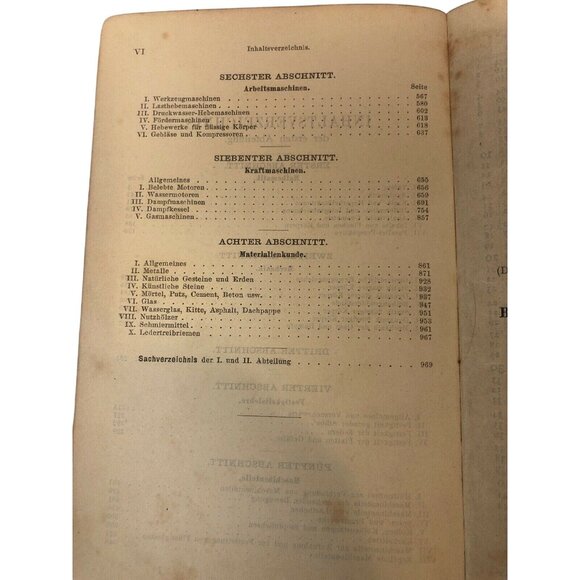 VI Inhaltsverzeichnis.
SECHSTER ABSCHNITT.
Arbeitsmaschinen. Seite
I. Werkzeugmaschinen 567
II. Lasthebemaschinen 580
III. Druckwasser-Hebemaschinen 602
IV. Fördermaschinen 613
V. Hebewerke für flüssige Körper 618
VI. Gebläse und Kompressoren 637
SIEBENTER ABSCHNITT.
Kraftmaschinen.
Allgemeines 655
I. Belebte Motoren 656
II. Wassermotoren 659
III. Dampfmaschinen 691
IV. Dampfkessel 754
V. Gasmaschinen 857
ACHTER ABSCHNITT.
Materialienkunde.
I. Allgemeines 861
II. Metalle 871
III. Natürliche Gesteine und Erden 928
IV. Künstliche Steine 932
V. Mörtel, Putz, Cement, Beton usw. 937
VI. Glas 947
VII. Wasserglas, Kitte, Asphalt, Dachpappe 951
VIII. Nutzhölzer 953
IX. Schmiermittel 961
X. Ledertreibriemen 967
Sachverzeichnis der I. und II. Abteilung 969